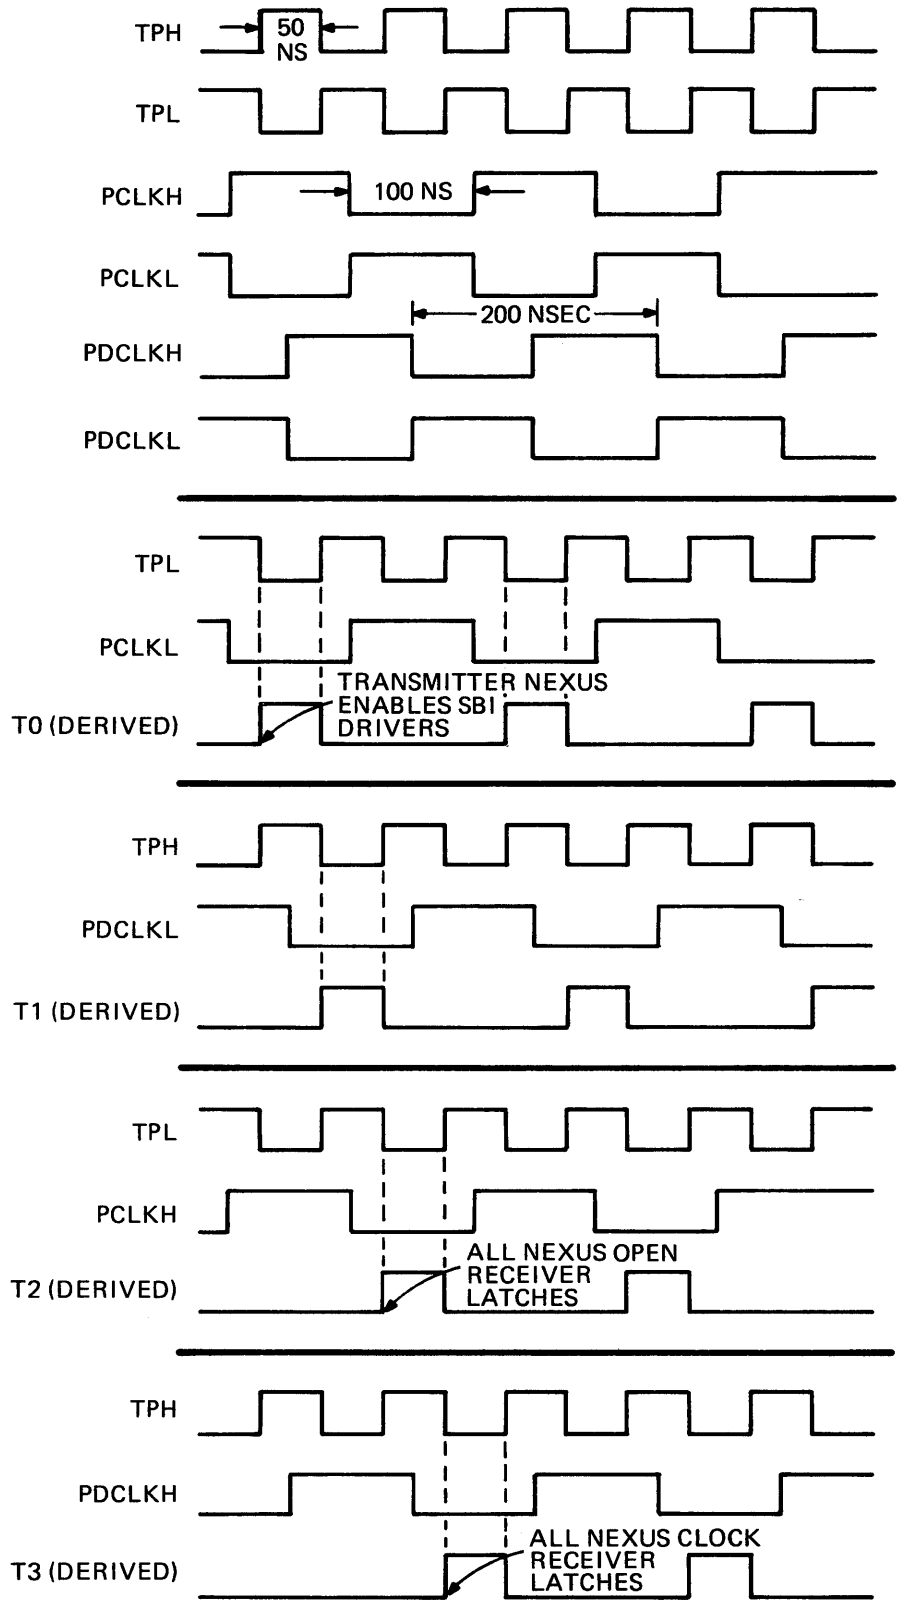 TPH
50
NS
TPL
PCLKH
100 NS
PCLKL
200 NSEC
PDCLKH
PDCLKL
TPL
PCLKL
TRANSMITTER NEXUS
ENABLES SBI
DRIVERS
T0 (DERIVED)
TPH
PDCLKL
T1 (DERIVED)
TPL
PCLKH
ALL NEXUS OPEN
RECEIVER
LATCHES
T2 (DERIVED)
TPH
PDCLKH
ALL NEXUS CLOCK
RECEIVER
LATCHES
T3 (DERIVED)